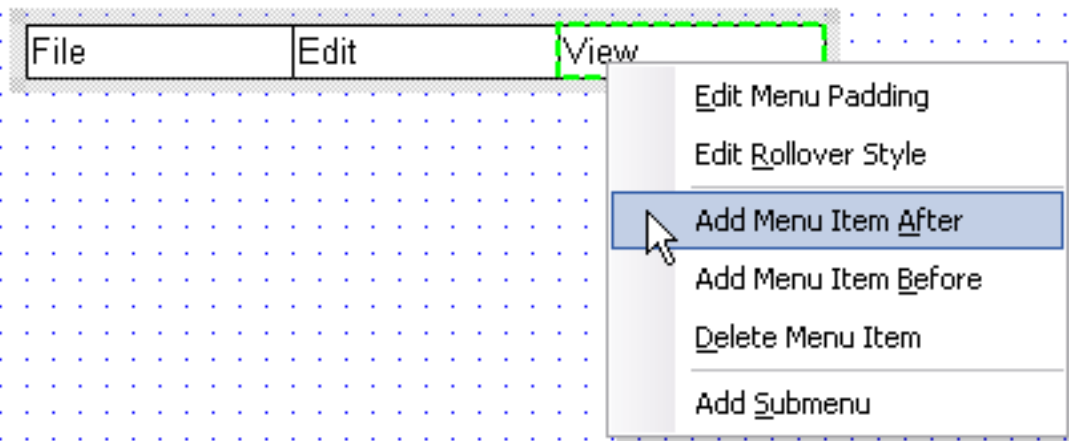 File Edit View
Edit Menu Padding
Edit Rollover Style
Add Menu Item After
Add Menu Item Before
Delete Menu Item
Add Submenu